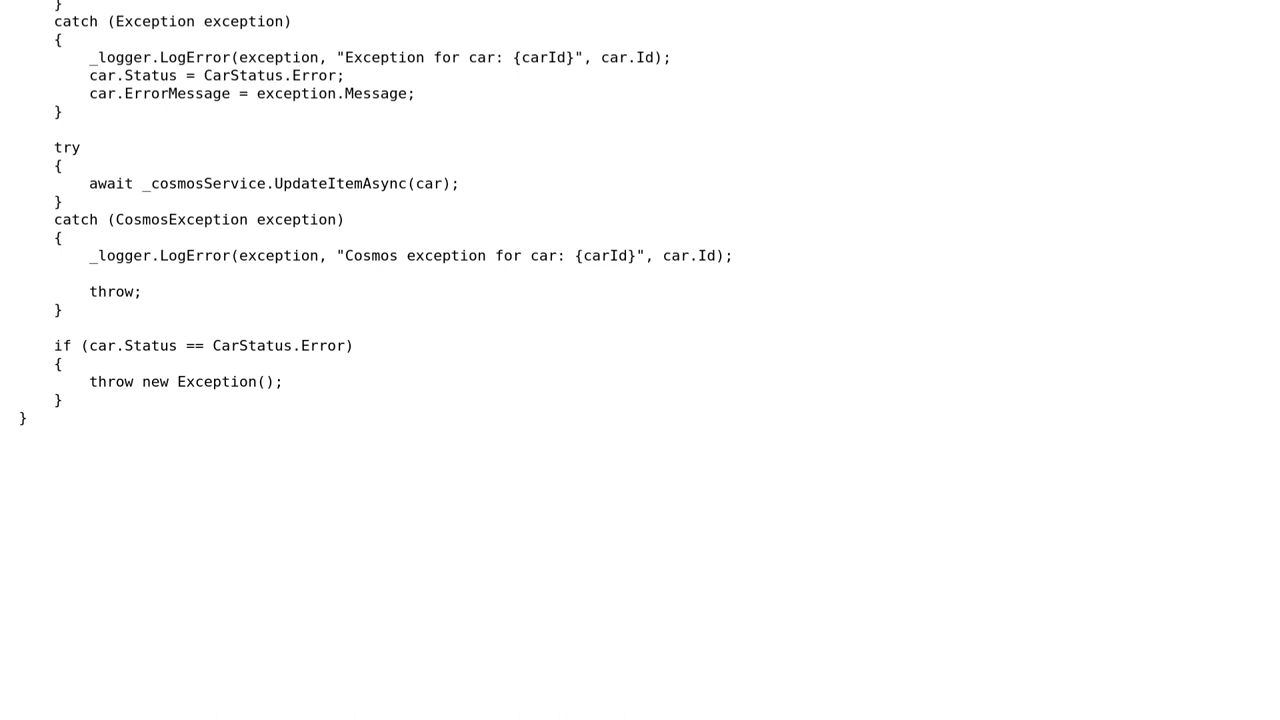 }
catch (Exception exception)
{
_logger.LogError(exception, "Exception for car: {carId}", car.Id);
car.Status = CarStatus.Error;
car.ErrorMessage = exception.Message;
}
try
{
await _cosmosService.UpdateItemAsync(car);
}
catch (CosmosException exception)
{
_logger.LogError(exception, "Cosmos exception for car: {carId}", car.Id);
throw;
}
if (car.Status == CarStatus.Error)
{
throw new Exception();
}
}